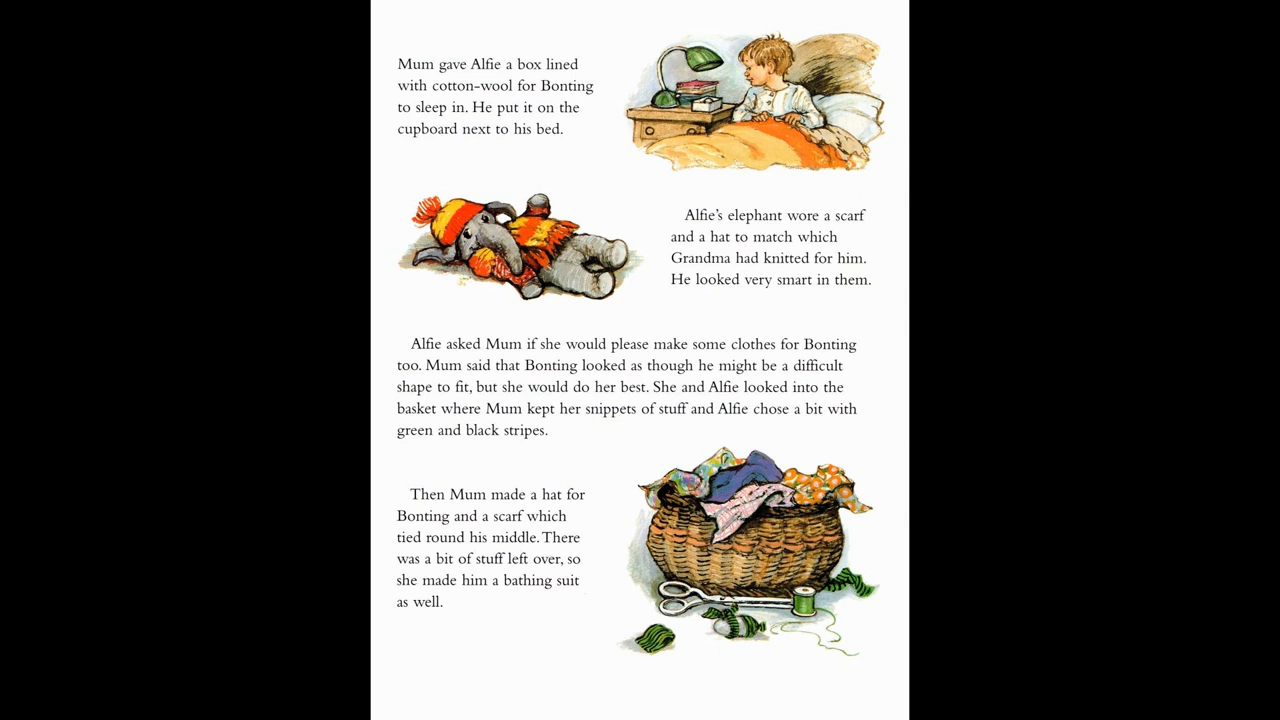 Mum gave Alfie a box lined
with cotton-wool for Bonting
to sleep in. He put it on the
cupboard next to his bed.
Alfie's elephant wore a scarf
and a hat to match which
Grandma had knitted for him.
He looked very smart in them.
Alfie asked Mum if she would please make some clothes for Bonting
too. Mum said that Bonting looked as though he might be a difficult
shape to fit, but she would do her best. She and Alfie looked into the
basket where Mum kept her snippets of stuff and Alfie chose a bit with
green and black stripes.
Then Mum made a hat for
Bonting and a scarf which
tied round his middle. There
was a bit of stuff left over, so
she made him a bathing suit
as well.